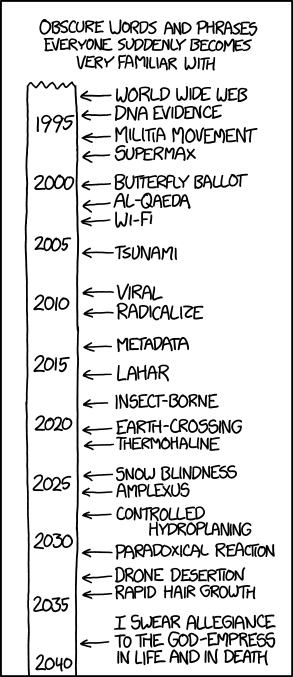 OBSCURE WORDS AND PHRASES
EVERYONE SUDDENLY BECOMES
VERY FAMILIAR WITH
WORLD WIDE WEB
DNA EVIDENCE
1995
MILITIA MOVEMENT
SUPERMAX
2000
BUTTERFLY BALLOT
AL-QAEDA
WI-FI
2005
TSUNAMI
VIRAL
2010
RADICALIZE
METADATA
2015
LAHAR
INSECT-BORNE
2020
EARTH-CROSSING
THERMOHALINE
SNOW BLINDNESS
2025
AMPLEXUS
CONTROLLED
HYDROPLANING
2030
PARADOXICAL REACTION
DRONE DESERTION
RAPID HAIR GROWTH
2035
I SWEAR ALLEGIANCE
TO THE GOD-EMPRESS
IN LIFE AND IN DEATH
2040